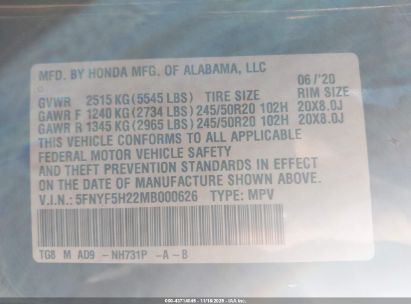 MFD. BY HONDA MFG. OF ALABAMA, LLC 06/'20
GVWR 2515 KG (5545 LBS) TIRE SIZE RIM SIZE
GAWR F 1240 KG (2734 LBS) 245/50R20 102H 20X8.0J
GAWR R 1345 KG (2965 LBS) 245/50R20 102H 20X8.0J
THIS VEHICLE CONFORMS TO ALL APPLICABLE
FEDERAL MOTOR VEHICLE SAFETY
AND THEFT PREVENTION STANDARDS IN EFFECT
ON THE DATE OF MANUFACTURE SHOWN ABOVE.
V.I.N.: 5FNYF5H22MB000626 TYPE: MPV
TG8 M AD9 - NH731P -A - B